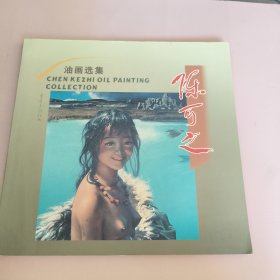 油画选集
CHEN KEZHI OIL PAINTING
COLLECTION
陈可之